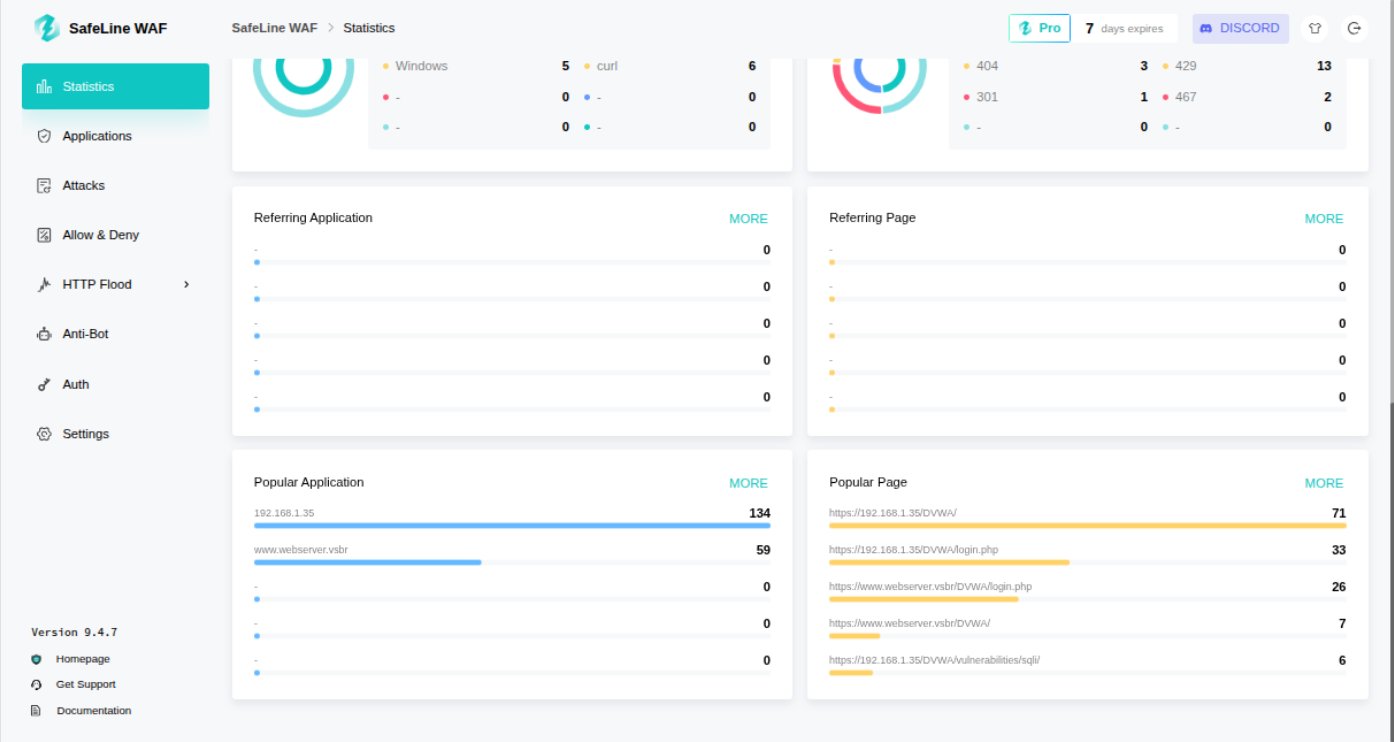 SafeLine WAF
SafeLine WAF > Statistics
Pro
7 days expires
DISCORD
Statistics
Applications
Attacks
Allow & Deny
HTTP Flood
Anti-Bot
Auth
Settings
Version 9.4.7
Homepage
Get Support
Documentation
Windows 5 curl 6
- 0 - 0
- 0 - 0
404 3 429 13
301 1 467 2
- 0 - 0
Referring Application MORE
- 0
- 0
- 0
- 0
- 0
Referring Page MORE
- 0
- 0
- 0
- 0
- 0
Popular Application MORE
192.168.1.35 134
www.webserver.vsbr 59
- 0
- 0
- 0
Popular Page MORE
https://192.168.1.35/DVWA/ 71
https://192.168.1.35/DVWA/login.php 33
https://www.webserver.vsbr/DVWA/login.php 26
https://www.webserver.vsbr/DVWA/ 7
https://192.168.1.35/DVWA/vulnerabilities/sqli/ 6